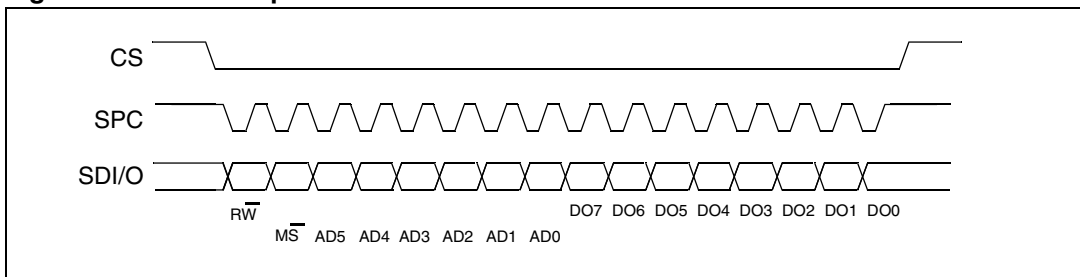 CS
SPC
SDI/O
RW̅ DO7 DO6 DO5 DO4 DO3 DO2 DO1 DO0
MS̅ AD5 AD4 AD3 AD2 AD1 AD0